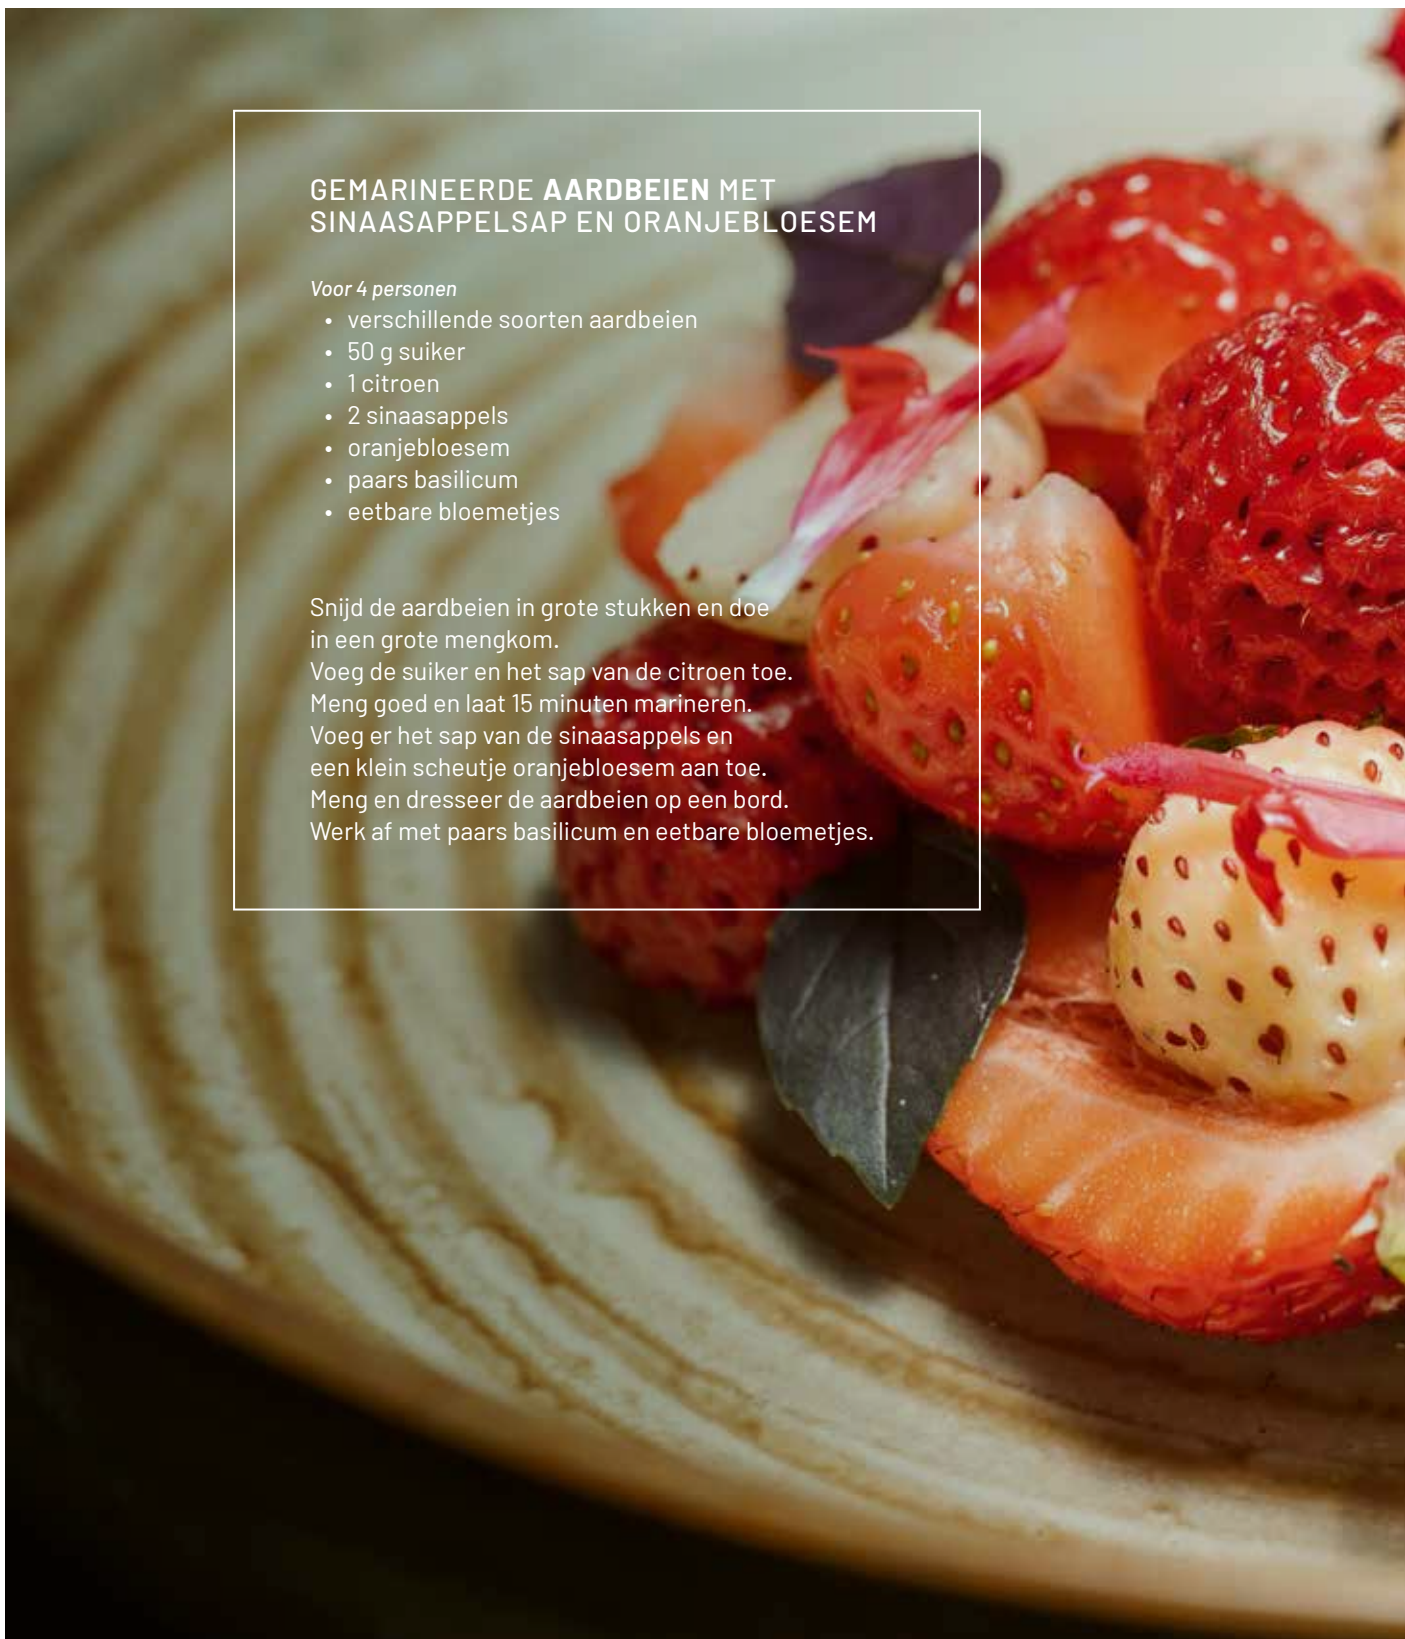 GEMARINEERDE AARDBEIEN MET
SINAASAPPELSAP EN ORANJEBLOESEM
Voor 4 personen
• verschillende soorten aardbeien
• 50 g suiker
• 1 citroen
• 2 sinaasappels
• oranjebloesem
• paars basilicum
• eetbare bloemetjes
Snijd de aardbeien in grote stukken en doe
in een grote mengkom.
Voeg de suiker en het sap van de citroen toe.
Meng goed en laat 15 minuten marineren.
Voeg er het sap van de sinaasappels en
een klein scheutje oranjebloesem aan toe.
Meng en dresseer de aardbeien op een bord.
Werk af met paars basilicum en eetbare bloemetjes.